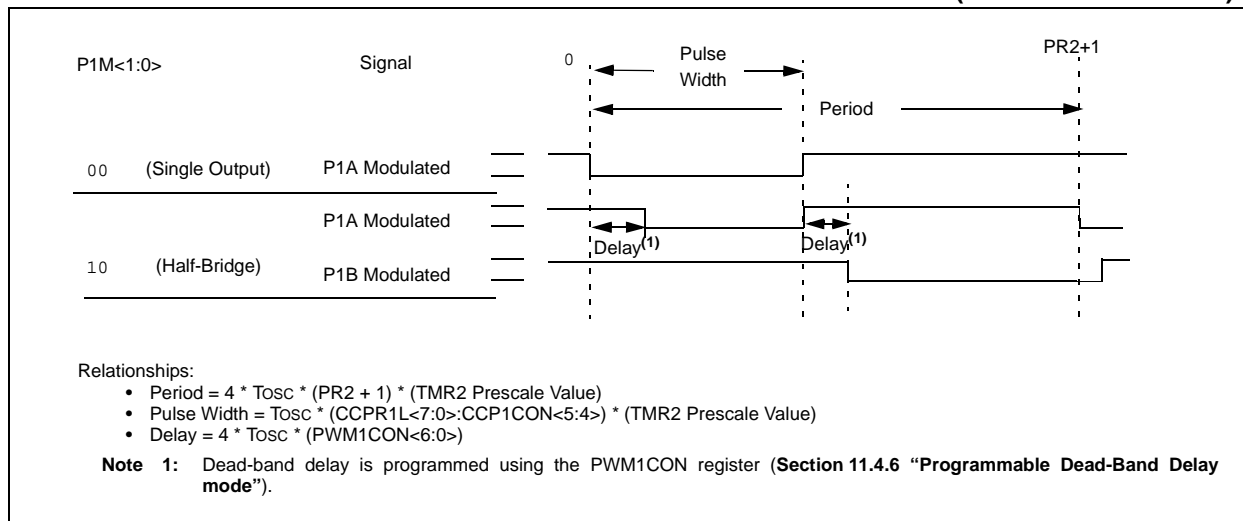 P1M<1:0> Signal 0 Pulse Width PR2+1
Period
00 (Single Output) P1A Modulated
P1A Modulated
Delay(1) Delay(1)
10 (Half-Bridge) P1B Modulated
Relationships:
• Period = 4 * TOSC * (PR2 + 1) * (TMR2 Prescale Value)
• Pulse Width = TOSC * (CCPR1L<7:0>:CCP1CON<5:4>) * (TMR2 Prescale Value)
• Delay = 4 * TOSC * (PWM1CON<6:0>)
Note 1: Dead-band delay is programmed using the PWM1CON register (Section 11.4.6 “Programmable Dead-Band Delay
mode”).